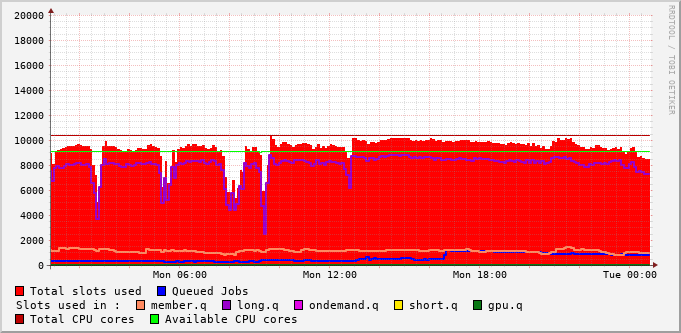 RRDTOOL / TOBI OETIKER
20000
18000
16000
14000
12000
10000
8000
6000
4000
2000
0
Mon 06:00 Mon 12:00 Mon 18:00 Tue 00:00
Total slots used Queued Jobs
Slots used in : member.q long.q ondemand.q short.q gpu.q
Total CPU cores Available CPU cores